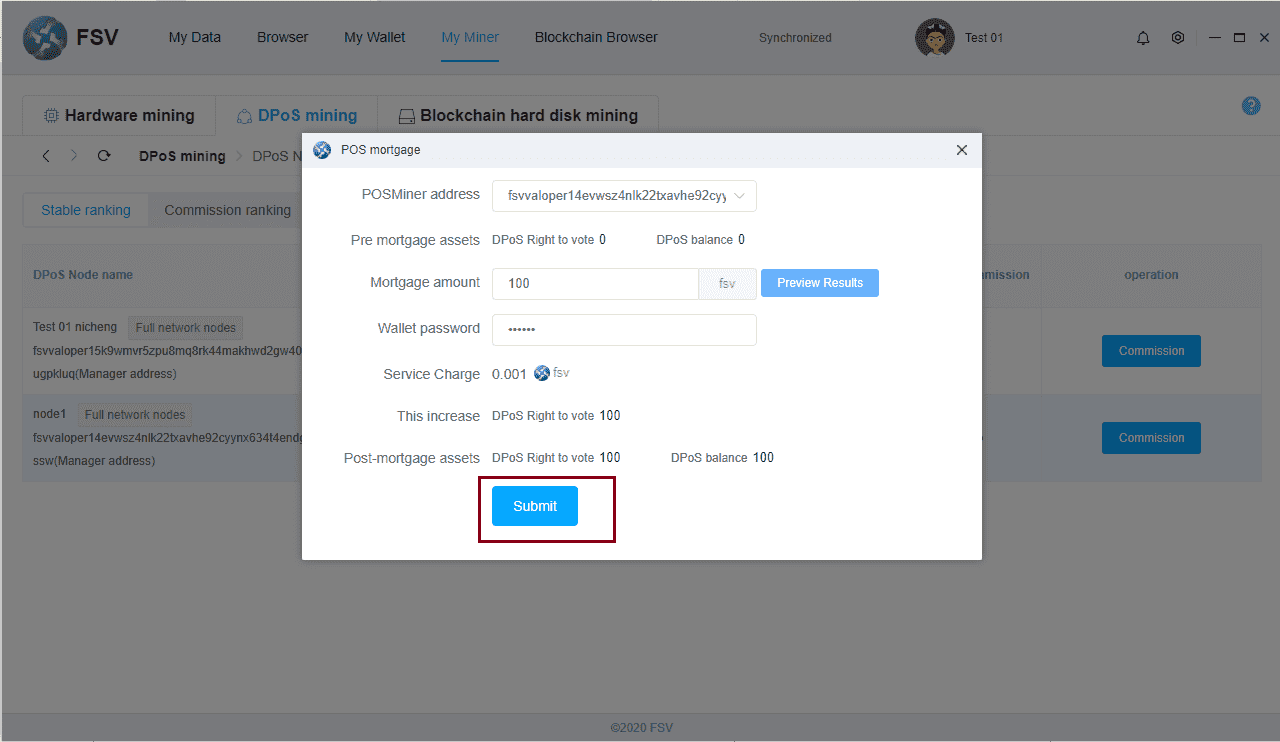 FSV My Data Browser My Wallet My Miner Blockchain Browser Synchronized Test 01
Hardware mining DPoS mining Blockchain hard disk mining
DPoS mining DPoS N
POS mortgage
Stable ranking Commission ranking
POSMiner address fsvvaloper14evwsz4nlk22txavhe92cyy
Pre mortgage assets DPoS Right to vote 0 DPoS balance 0
Mortgage amount 100 fsv Preview Results
Wallet password ••••••
Service Charge 0.001 fsv
This increase DPoS Right to vote 100
Post-mortgage assets DPoS Right to vote 100 DPoS balance 100
Submit
DPoS Node name mission operation
Test 01 nicheng Full network nodes
fsvvaloper15k9wmvr5zpu8mq8rk44makhwd2gw40
ugpkluq(Manager address)
Commission
node1 Full network nodes
fsvvaloper14evwsz4nlk22txavhe92cyynx634t4endg
ssw(Manager address)
Commission
©2020 FSV